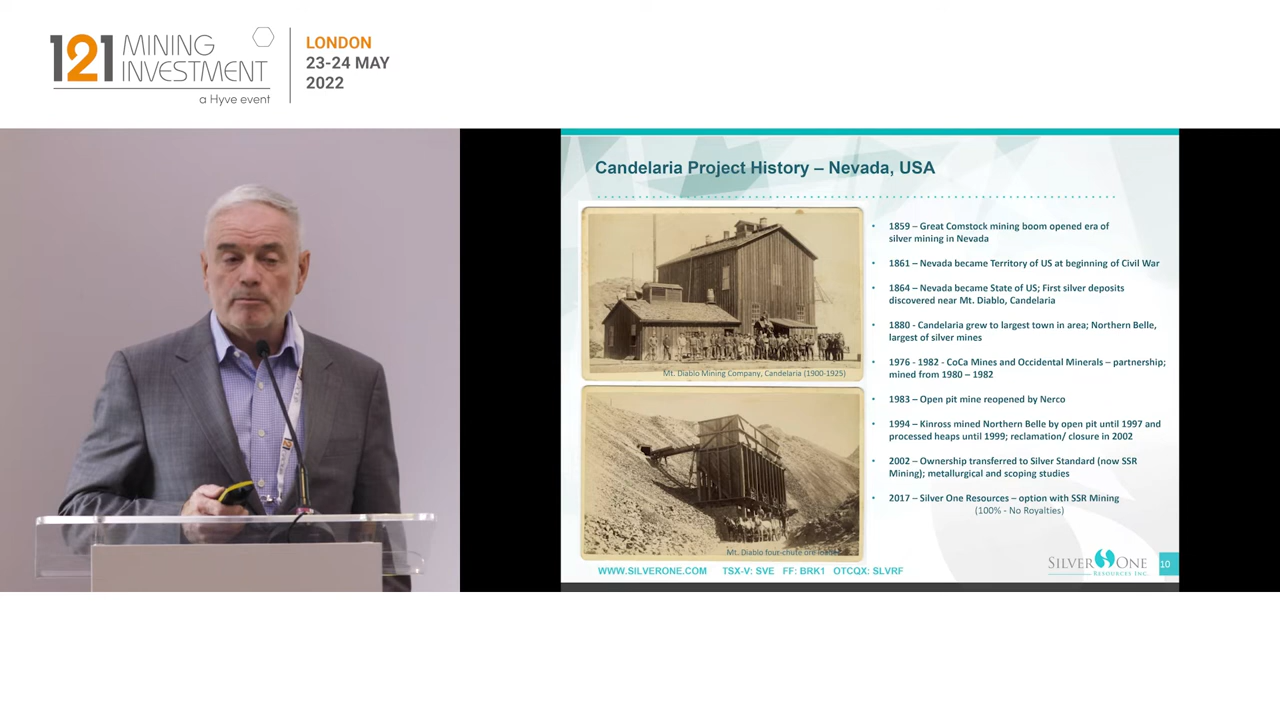 121 MINING INVESTMENT
a Hyve event
LONDON
23-24 MAY
2022
Candelaria Project History – Nevada, USA
Mt. Diablo Mining Company, Candelaria (1900-1925)
Mt. Diablo four-chute ore loader
• 1859 – Great Comstock mining boom opened era of
silver mining in Nevada
• 1861 – Nevada became Territory of US at beginning of Civil War
• 1864 – Nevada became State of US; First silver deposits
discovered near Mt. Diablo, Candelaria
• 1880 - Candelaria grew to largest town in area; Northern Belle,
largest of silver mines
• 1976 - 1982 - CoCa Mines and Occidental Minerals – partnership;
mined from 1980 – 1982
• 1983 – Open pit mine reopened by Nerco
• 1994 – Kinross mined Northern Belle by open pit until 1997 and
processed heaps until 1999; reclamation/ closure in 2002
• 2002 – Ownership transferred to Silver Standard (now SSR
Mining); metallurgical and scoping studies
• 2017 – Silver One Resources – option with SSR Mining
(100% - No Royalties)
WWW.SILVERONE.COM TSX-V: SVE FF: BRK1 OTCQX: SLVRF
SILVER ONE
RESOURCES INC.
10